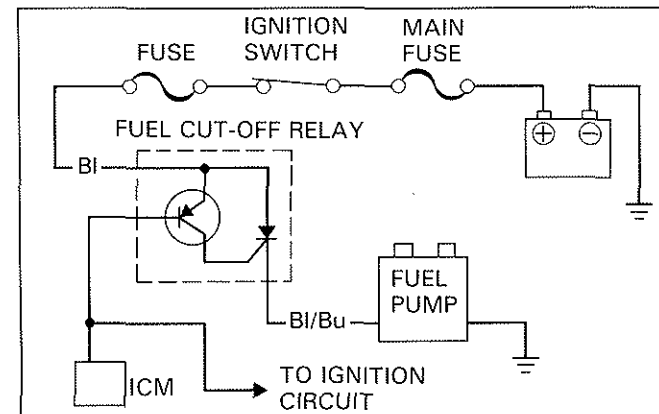 FUSE
IGNITION
SWITCH
MAIN
FUSE
FUEL CUT-OFF RELAY
Bl
+
−
FUEL
PUMP
Bl/Bu
ICM
TO IGNITION
CIRCUIT